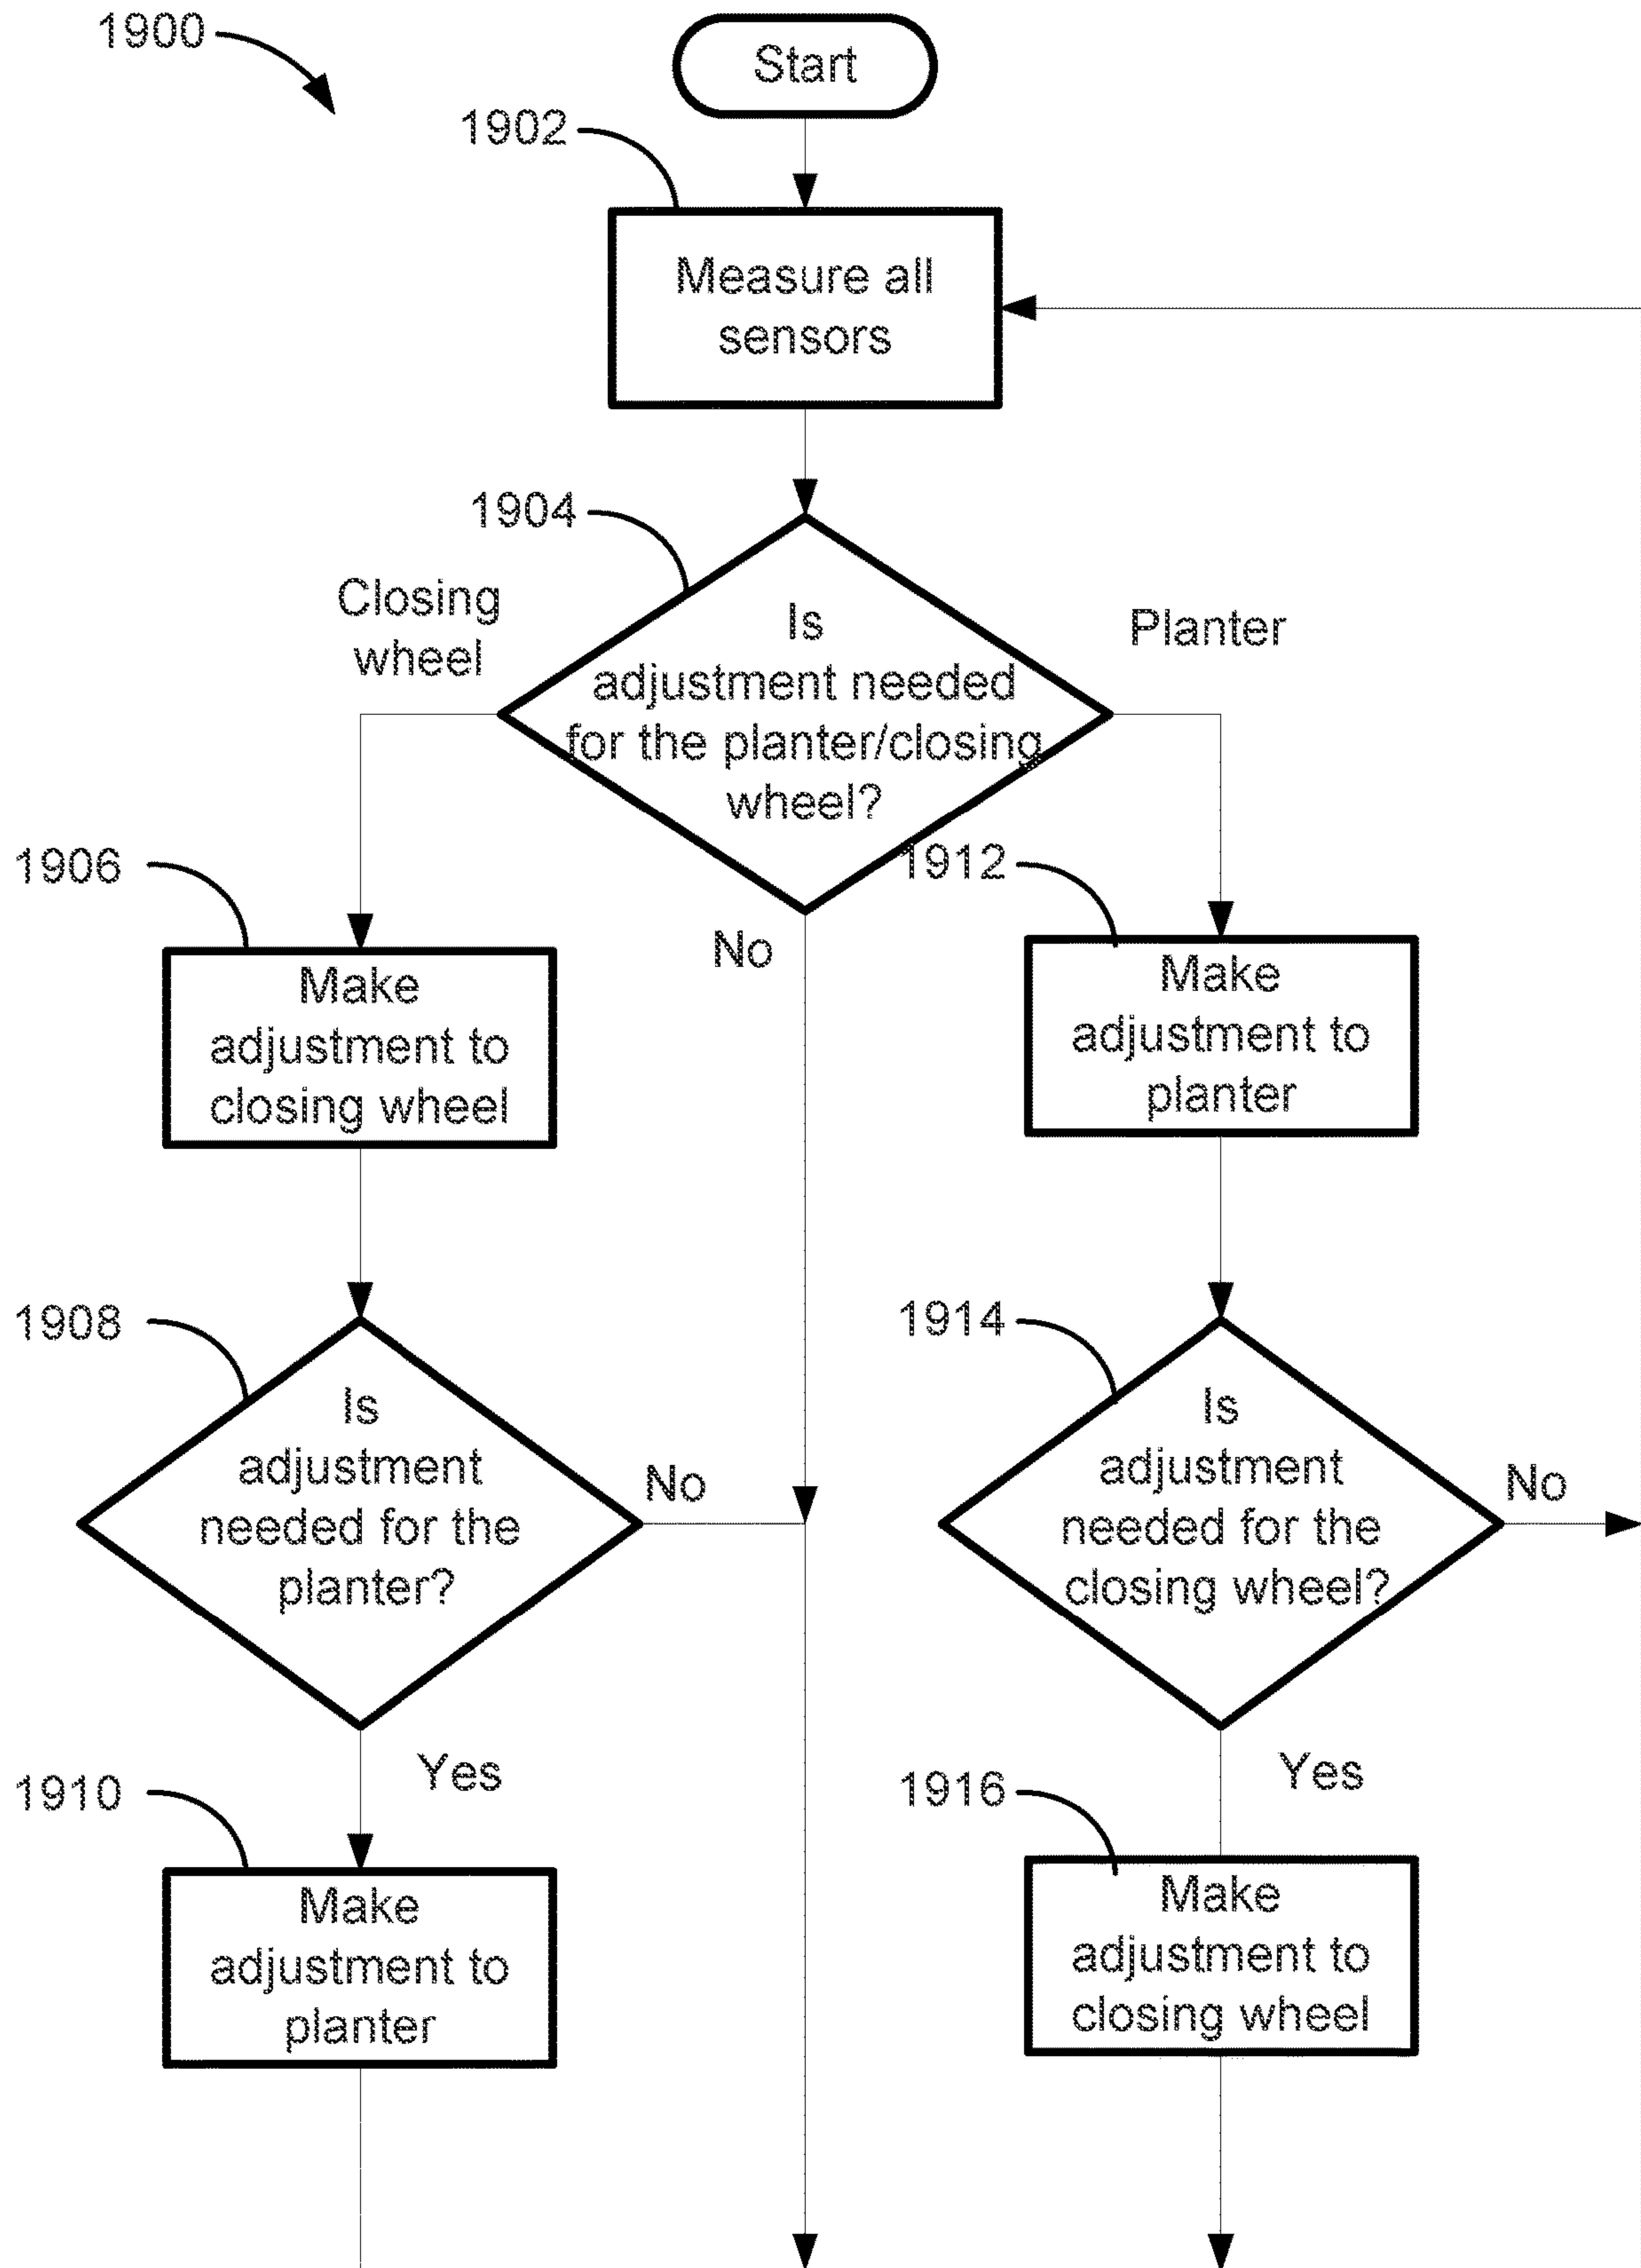 1900
Start
1902
Measure all
sensors
1904
Closing
wheel
Is
adjustment needed
for the planter/closing
wheel?
Planter
1906
1912
No
Make
adjustment to
closing wheel
Make
adjustment to
planter
1908
1914
Is
adjustment
needed for the
planter?
No
Is
adjustment
needed for the
closing wheel?
No
Yes
Yes
1910
1916
Make
adjustment to
planter
Make
adjustment to
closing wheel